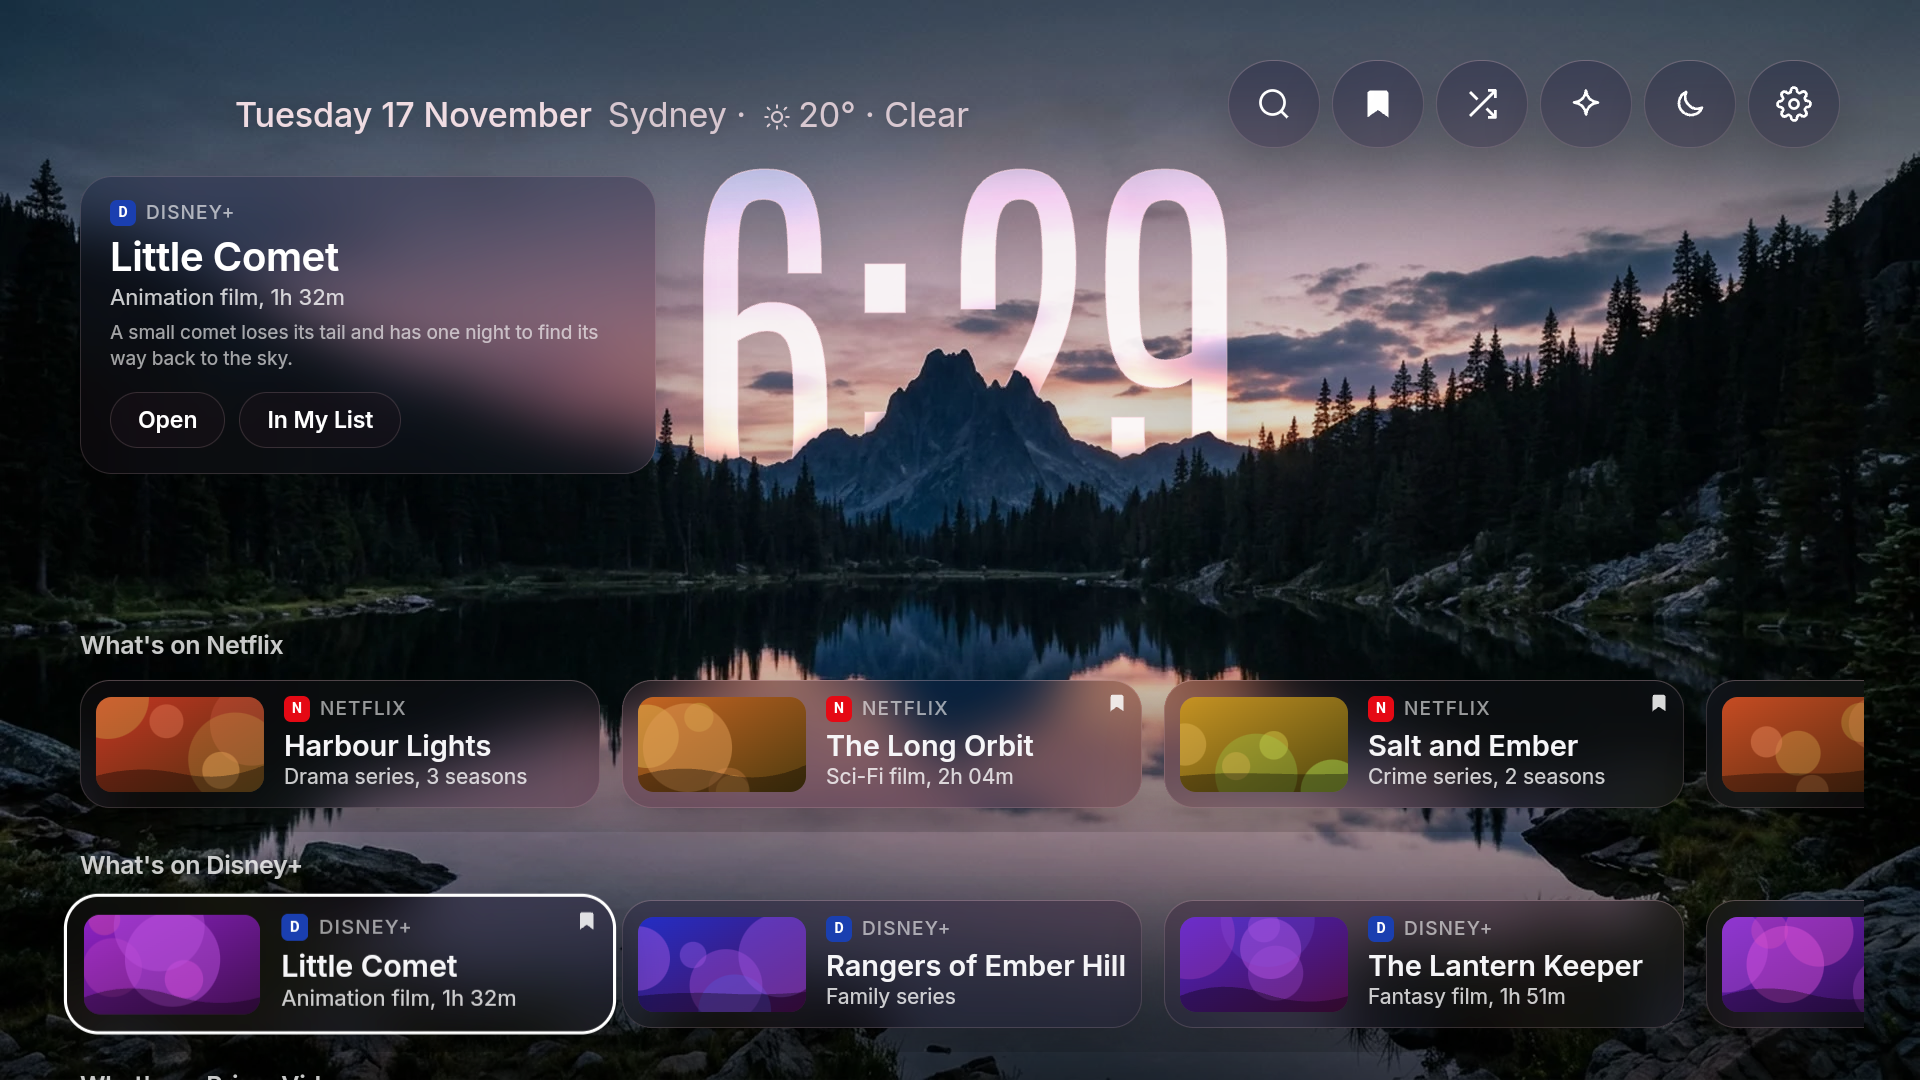 Tuesday 17 November Sydney · 20° · Clear
6:29
D DISNEY+
Little Comet
Animation film, 1h 32m
A small comet loses its tail and has one night to find its
way back to the sky.
Open In My List
What's on Netflix
N NETFLIX
Harbour Lights
Drama series, 3 seasons
N NETFLIX
The Long Orbit
Sci-Fi film, 2h 04m
N NETFLIX
Salt and Ember
Crime series, 2 seasons
What's on Disney+
D DISNEY+
Little Comet
Animation film, 1h 32m
D DISNEY+
Rangers of Ember Hill
Family series
D DISNEY+
The Lantern Keeper
Fantasy film, 1h 51m